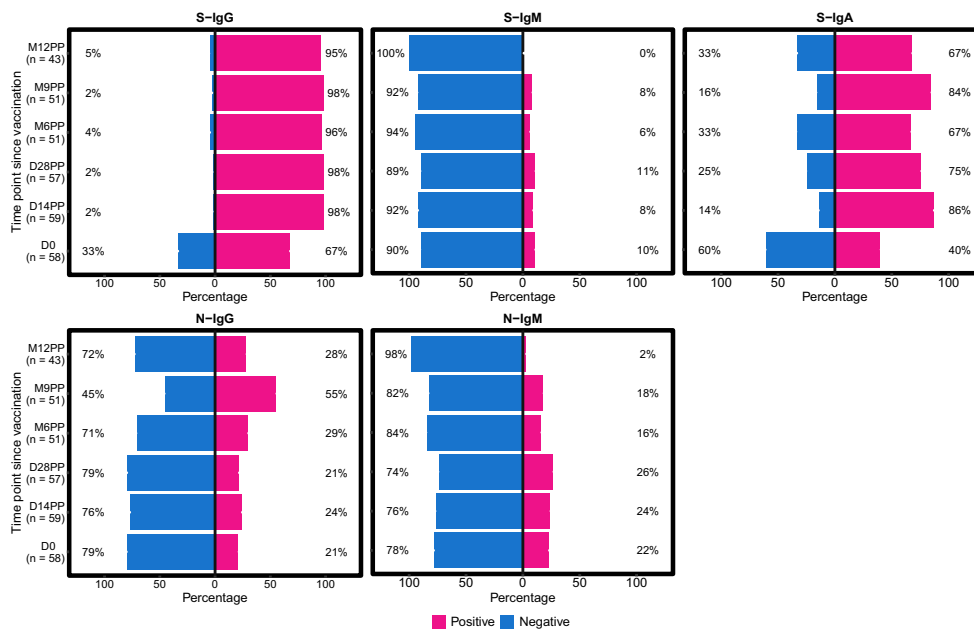 S−IgG S−IgM S−IgA
Time point since vaccination
M12PP 5% 95% 100% 0% 33% 67%
(n = 43)
M9PP 2% 98% 92% 8% 16% 84%
(n = 51)
M6PP 4% 96% 94% 6% 33% 67%
(n = 51)
D28PP 2% 98% 89% 11% 25% 75%
(n = 57)
D14PP 2% 98% 92% 8% 14% 86%
(n = 59)
D0 33% 67% 90% 10% 60% 40%
(n = 58)
100 50 0 50 100 100 50 0 50 100 100 50 0 50 100
Percentage Percentage Percentage
N−IgG N−IgM
Time point since vaccination
M12PP 72% 28% 98% 2%
(n = 43)
M9PP 45% 55% 82% 18%
(n = 51)
M6PP 71% 29% 84% 16%
(n = 51)
D28PP 79% 21% 74% 26%
(n = 57)
D14PP 76% 24% 76% 24%
(n = 59)
D0 79% 21% 78% 22%
(n = 58)
100 50 0 50 100 100 50 0 50 100
Percentage Percentage
Positive Negative